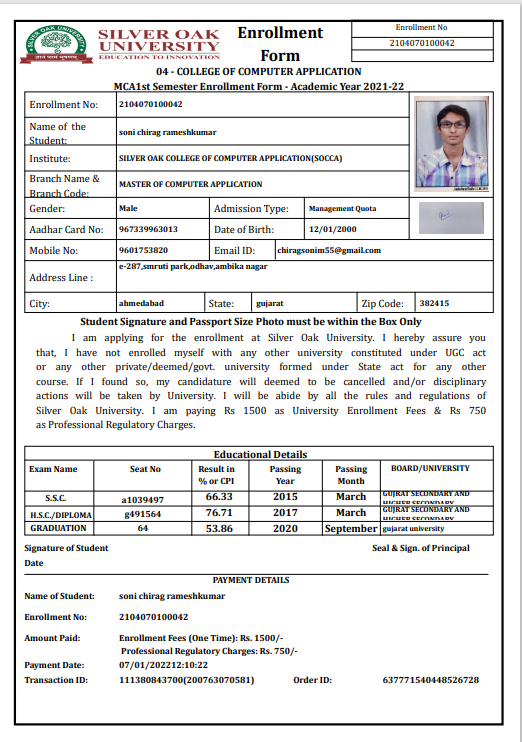 SILVER OAK UNIVERSITY
SILVER OAK
UNIVERSITY
EDUCATION TO INNOVATION
Enrollment
Form
Enrollment No
2104070100042
04 - COLLEGE OF COMPUTER APPLICATION
MCA1st Semester Enrollment Form - Academic Year 2021-22
Enrollment No: 2104070100042
Name of the Student: soni chirag rameshkumar
Institute: SILVER OAK COLLEGE OF COMPUTER APPLICATION(SOCCA)
Branch Name & Branch Code: MASTER OF COMPUTER APPLICATION
Gender: Male Admission Type: Management Quota
Aadhar Card No: 967339963013 Date of Birth: 12/01/2000
Mobile No: 9601753820 Email ID: chiragsonim55@gmail.com
Address Line : e-287,smruti park,odhav,ambika nagar
City: ahmedabad State: gujarat Zip Code: 382415
Student Signature and Passport Size Photo must be within the Box Only
I am applying for the enrollment at Silver Oak University. I hereby assure you
that, I have not enrolled myself with any other university constituted under UGC act
or any other private/deemed/govt. university formed under State act for any other
course. If I found so, my candidature will deemed to be cancelled and/or disciplinary
actions will be taken by University. I will be abide by all the rules and regulations of
Silver Oak University. I am paying Rs 1500 as University Enrollment Fees & Rs 750
as Professional Regulatory Charges.
Educational Details
Exam Name Seat No Result in % or CPI Passing Year Passing Month BOARD/UNIVERSITY
S.S.C. a1039497 66.33 2015 March GUJRAT SECONDARY AND HIGHER SECONDARY
H.S.C./DIPLOMA g491564 76.71 2017 March GUJRAT SECONDARY AND HIGHER SECONDARY
GRADUATION 64 53.86 2020 September gujarat university
Signature of Student Seal & Sign. of Principal
Date
PAYMENT DETAILS
Name of Student: soni chirag rameshkumar
Enrollment No: 2104070100042
Amount Paid: Enrollment Fees (One Time): Rs. 1500/-
Professional Regulatory Charges: Rs. 750/-
Payment Date: 07/01/202212:10:22
Transaction ID: 111380843700(200763070581) Order ID: 637771540448526728